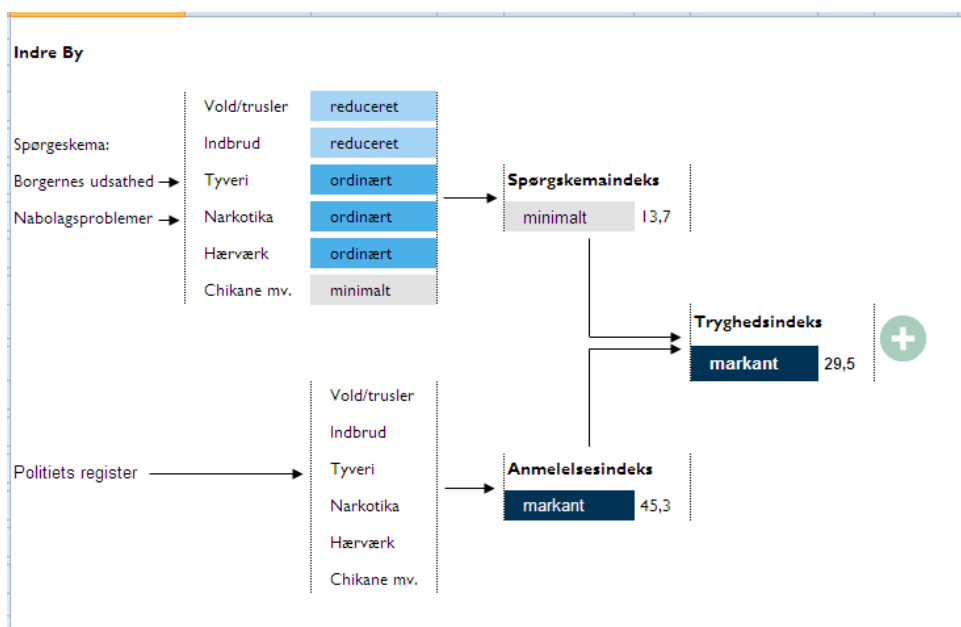 Indre By
Vold/trusler reduceret
Spørgeskema: Indbrud reduceret
Borgernes udsathed Tyveri ordinært Spørgskemaindeks
Nabolagsproblemer Narkotika ordinært minimalt 13,7
Hærværk ordinært
Chikane mv. minimalt
Tryghedsindeks
markant 29,5
Vold/trusler
Indbrud
Politiets register Tyveri Anmelelsesindeks
Narkotika markant 45,3
Hærværk
Chikane mv.